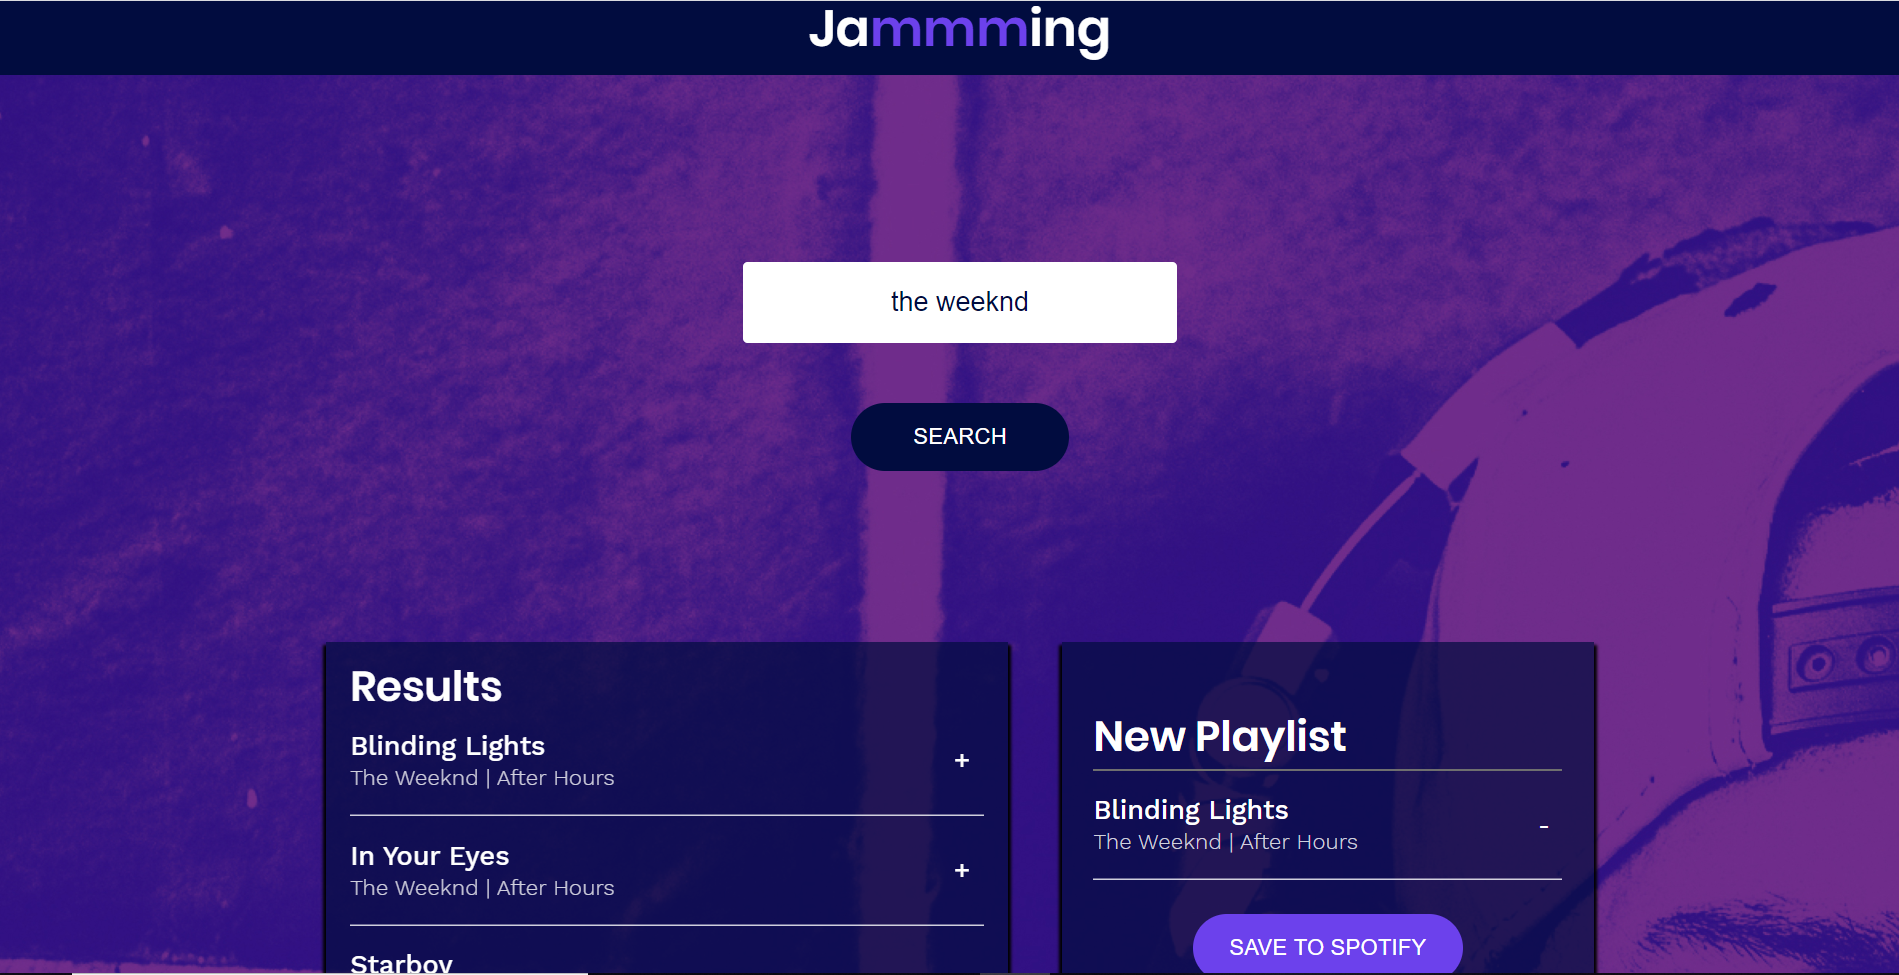 Jammming
the weeknd
SEARCH
Results
Blinding Lights
The Weeknd | After Hours
+
In Your Eyes
The Weeknd | After Hours
+
Starboy
New Playlist
Blinding Lights
The Weeknd | After Hours
-
SAVE TO SPOTIFY